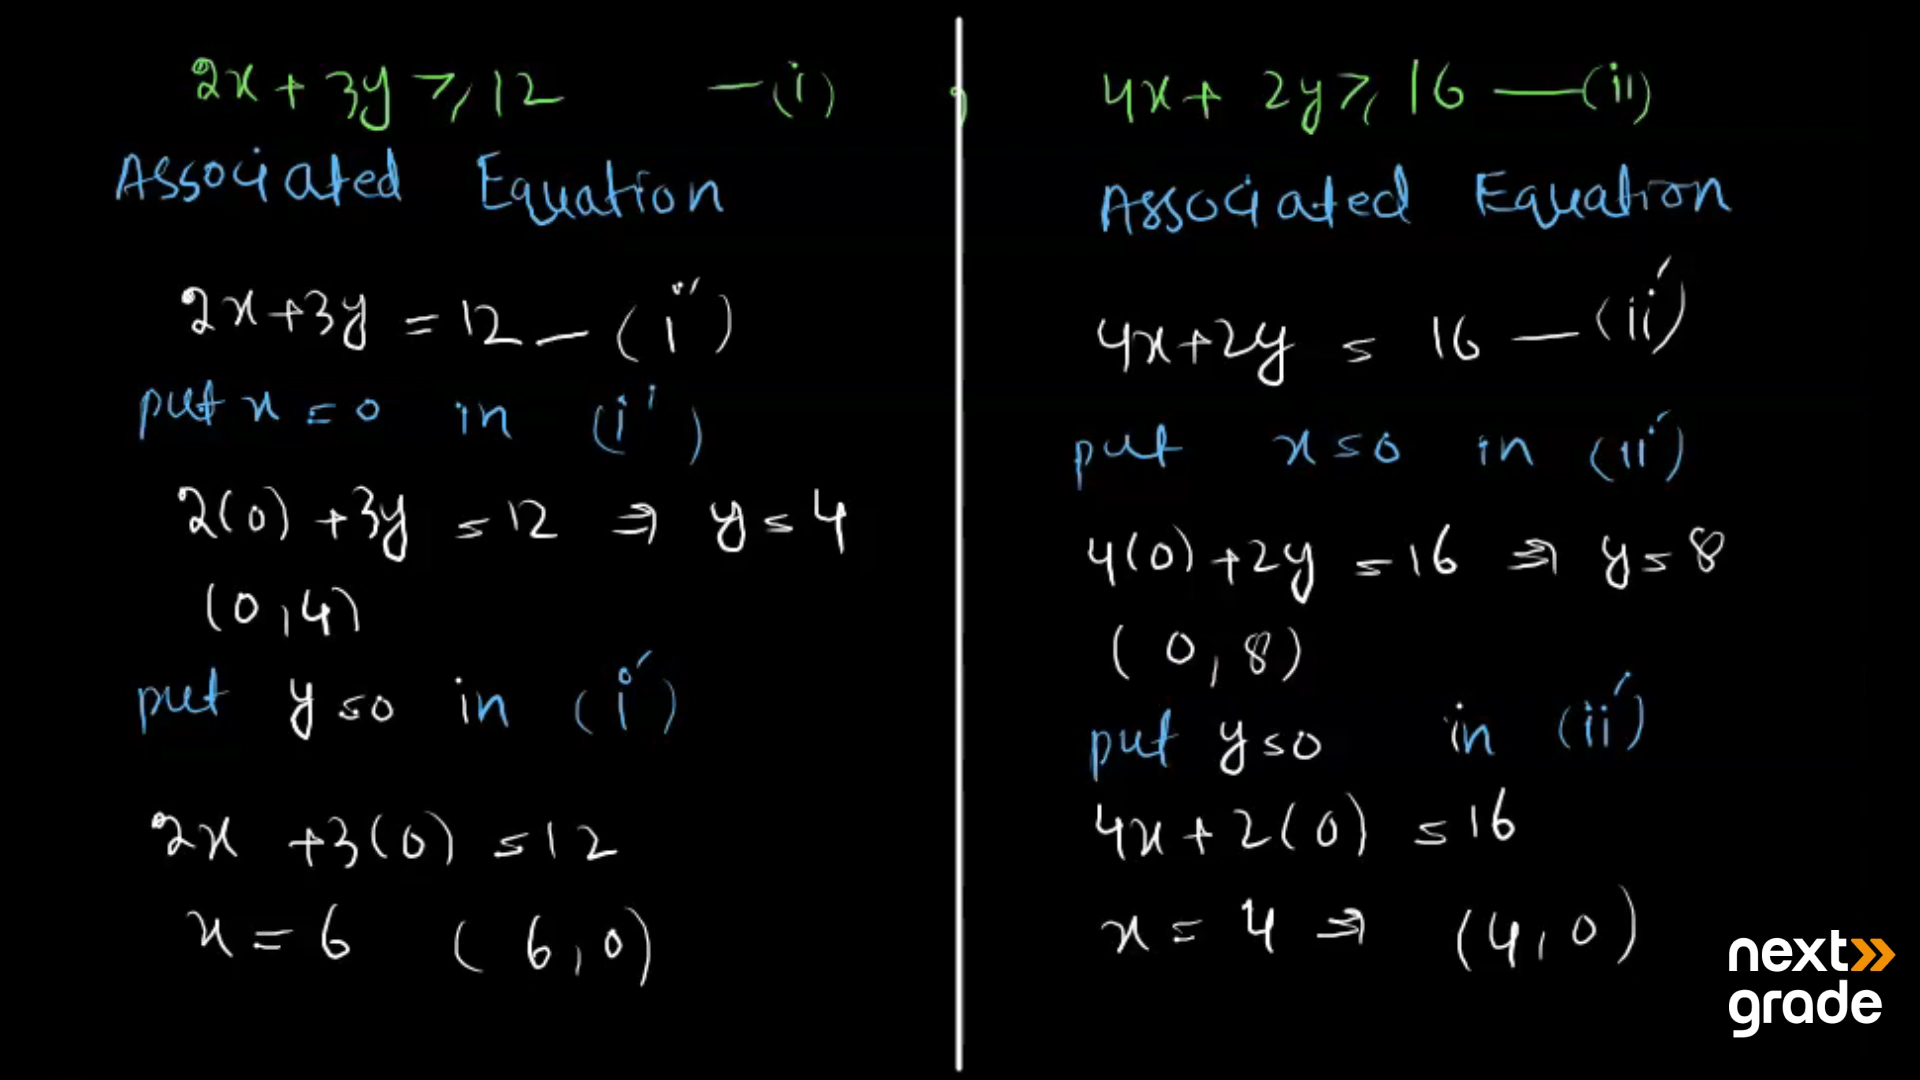 2x + 3y ≥ 12 —(i)
Associated Equation
2x+3y = 12 — (i')
put x = 0 in (i')
2(0) + 3y = 12 ⇒ y = 4
(0,4)
put y=0 in (i')
2x + 3(0) = 12
x = 6 (6,0)
4x + 2y ≥ 16 —(ii)
Associated Equation
4x+2y = 16 — (ii')
put x=0 in (ii')
4(0) + 2y = 16 ⇒ y = 8
(0,8)
put y=0 in (ii')
4x + 2(0) = 16
x = 4 ⇒ (4,0)
next
grade